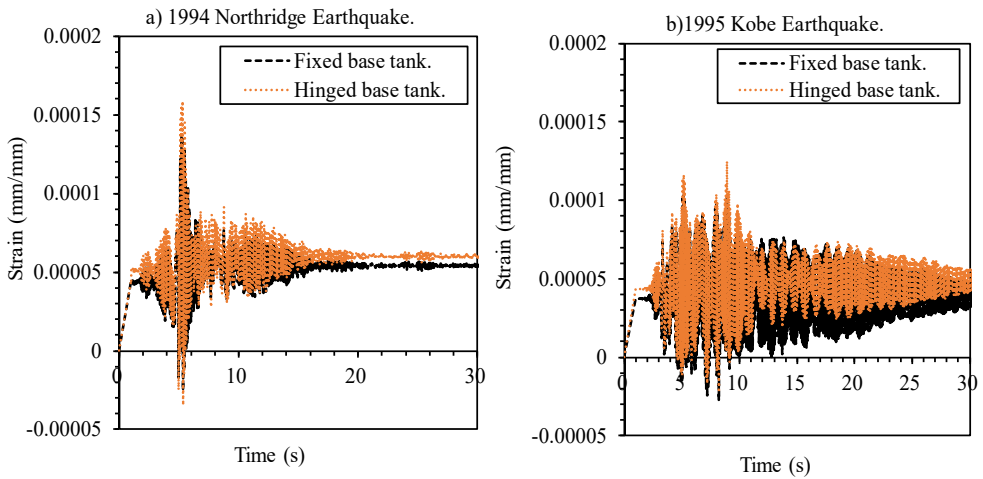 a) 1994 Northridge Earthquake.
0.0002
0.00015
0.0001
0.00005
0
-0.00005
Strain (mm/mm)
Fixed base tank.
Hinged base tank.
0 10 20 30
Time (s)
b)1995 Kobe Earthquake.
0.0002
0.00015
0.0001
0.00005
0
-0.00005
Strain (mm/mm)
Fixed base tank.
Hinged base tank.
0 5 10 15 20 25 30
Time (s)